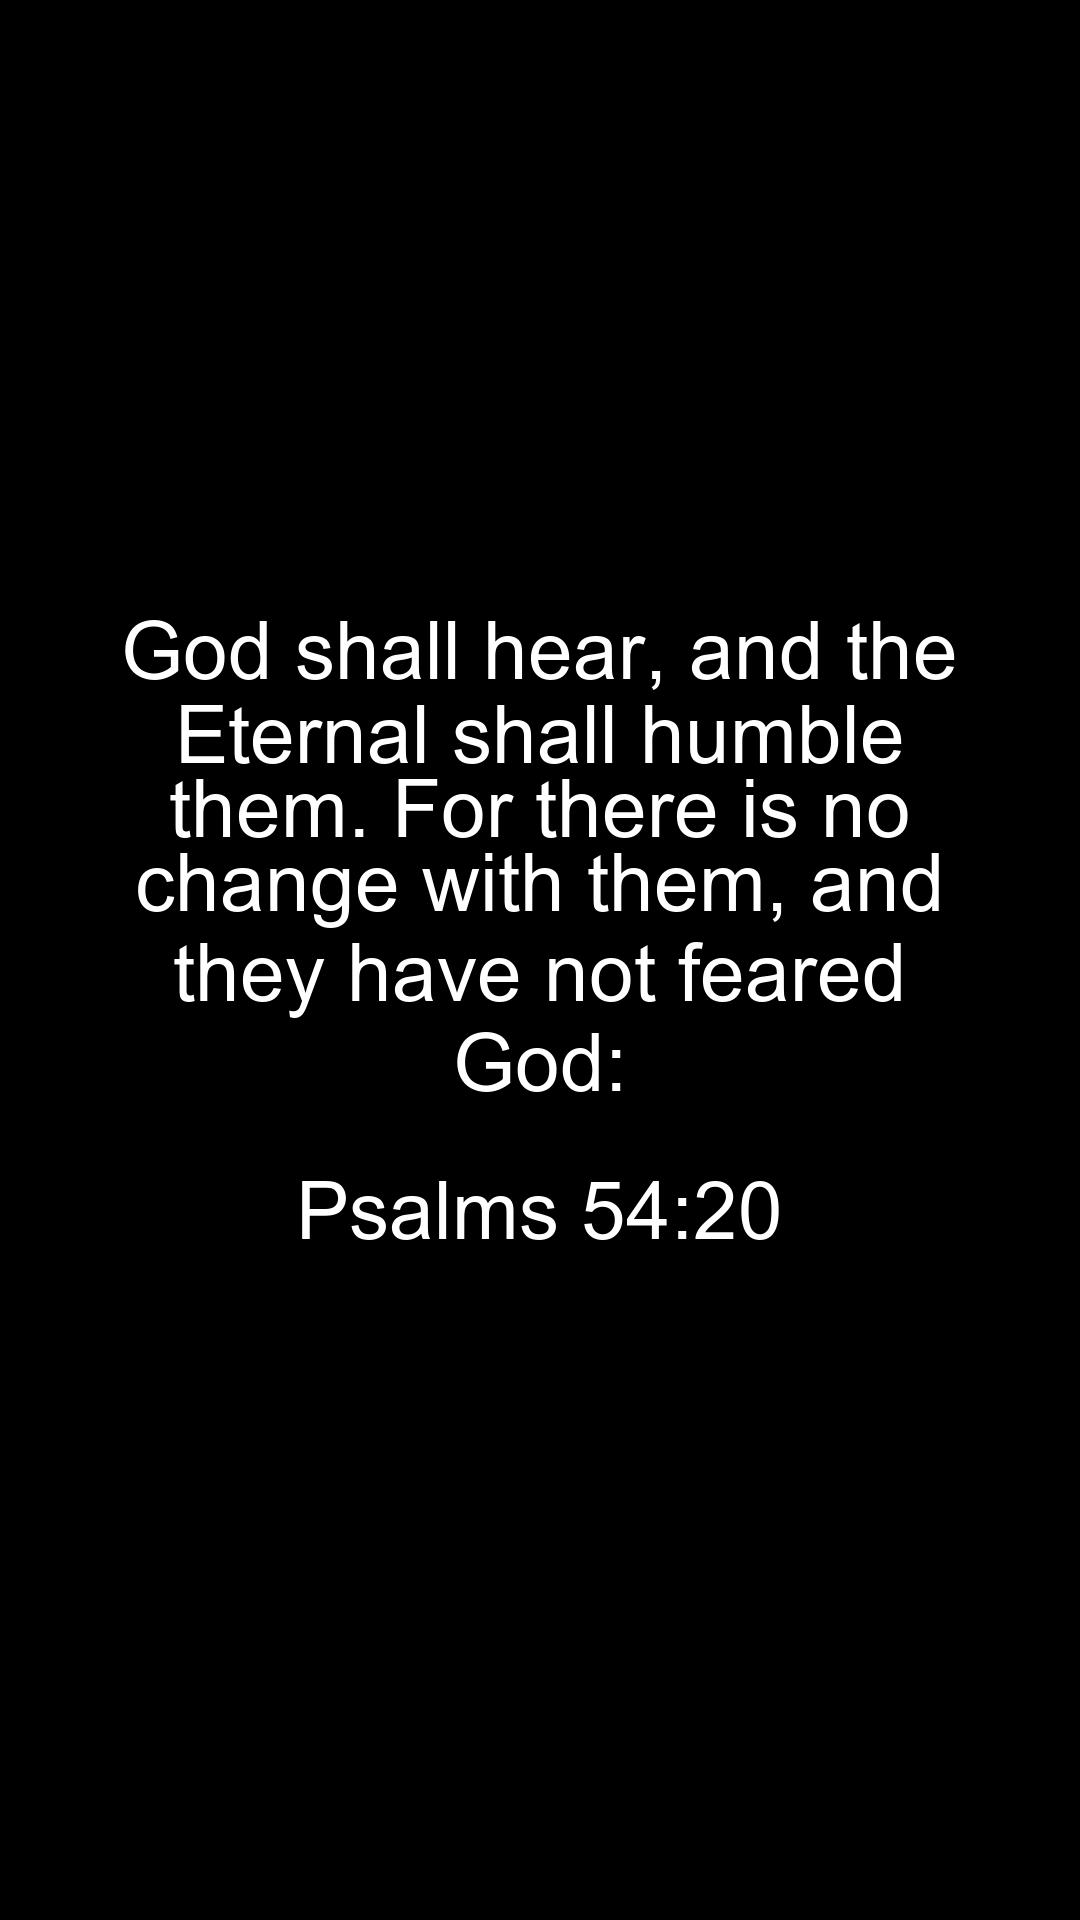 God shall hear, and the
Eternal shall humble
them. For there is no
change with them, and
they have not feared
God:
Psalms 54:20